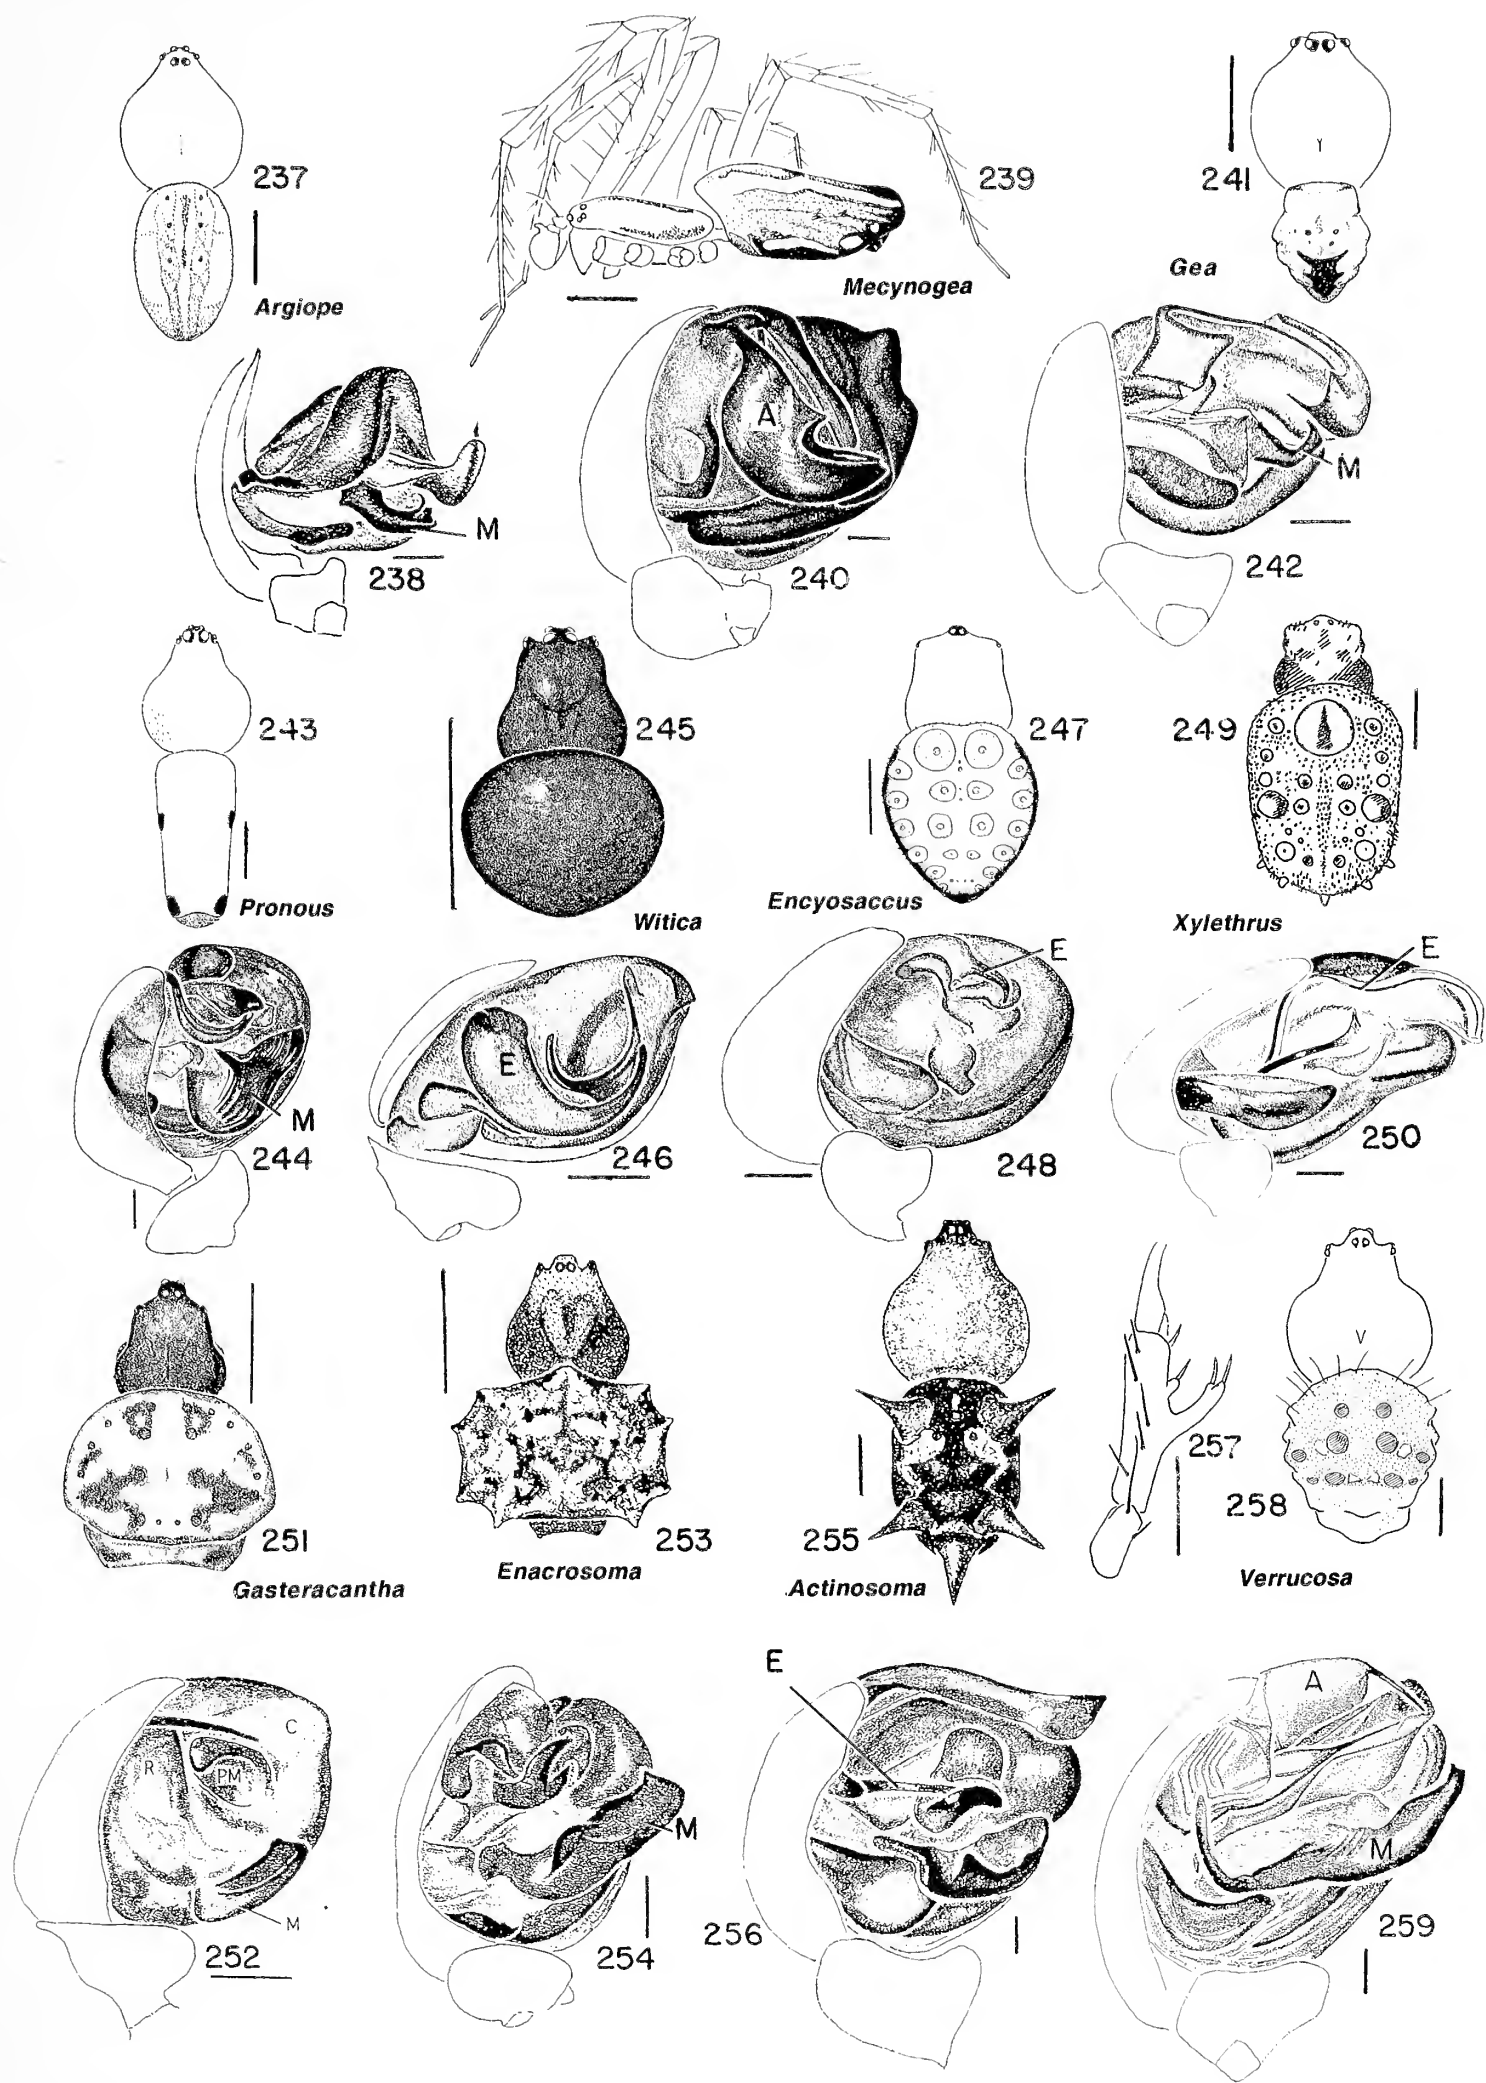 237
Argiope
239
Mecynogea
241
Gea
M
238
A
240
M
242
243
Pronous
245
Witica
247
Encyosaccus
249
Xylethrus
M
244
E
246
E
248
E
250
251
Gasteracantha
253
Enacrosoma
255
Actinosoma
257
258
Verrucosa
C
R
PM
M
252
M
254
E
256
A
M
259